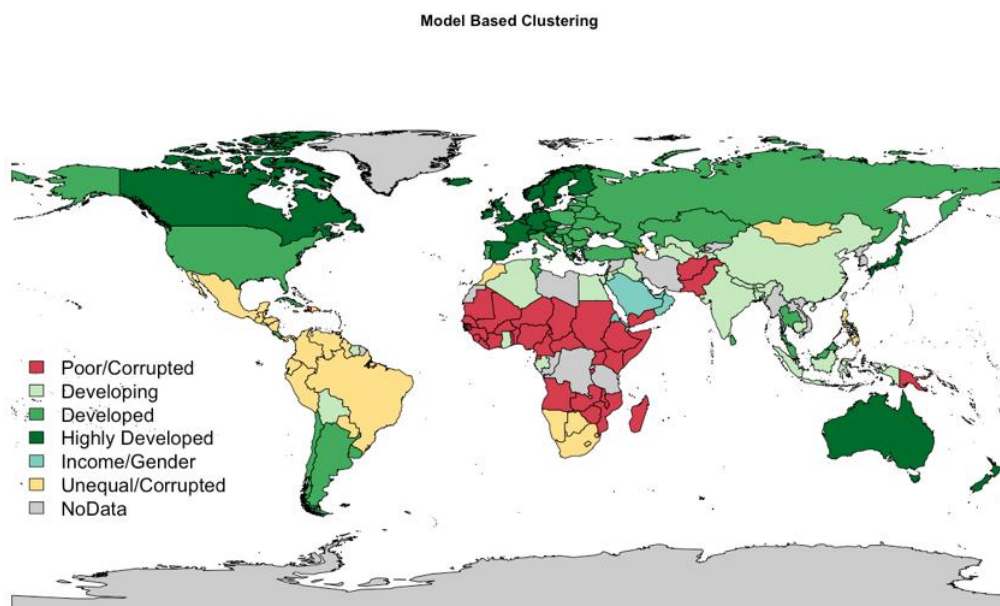 Model Based Clustering
Poor/Corrupted
Developing
Developed
Highly Developed
Income/Gender
Unequal/Corrupted
NoData